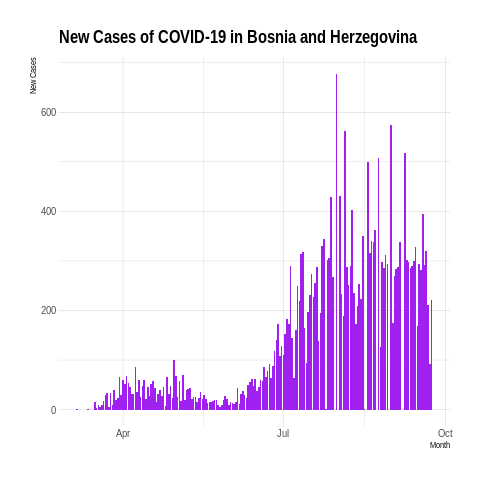 New Cases of COVID-19 in Bosnia and Herzegovina
New Cases
600
400
200
0
Apr
Jul
Oct
Month